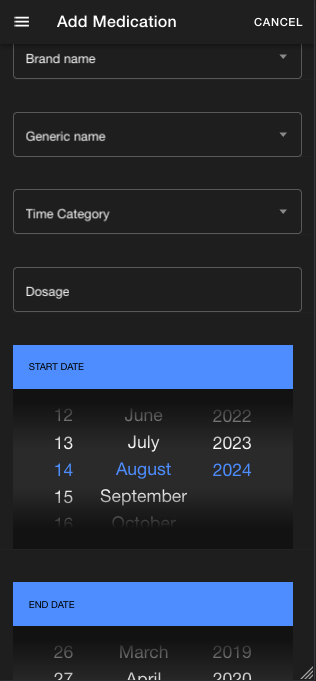 Add Medication CANCEL
Brand name
Generic name
Time Category
Dosage
START DATE
12 June 2022
13 July 2023
14 August 2024
15 September
16 October
END DATE
26 March 2019
27 April 2020